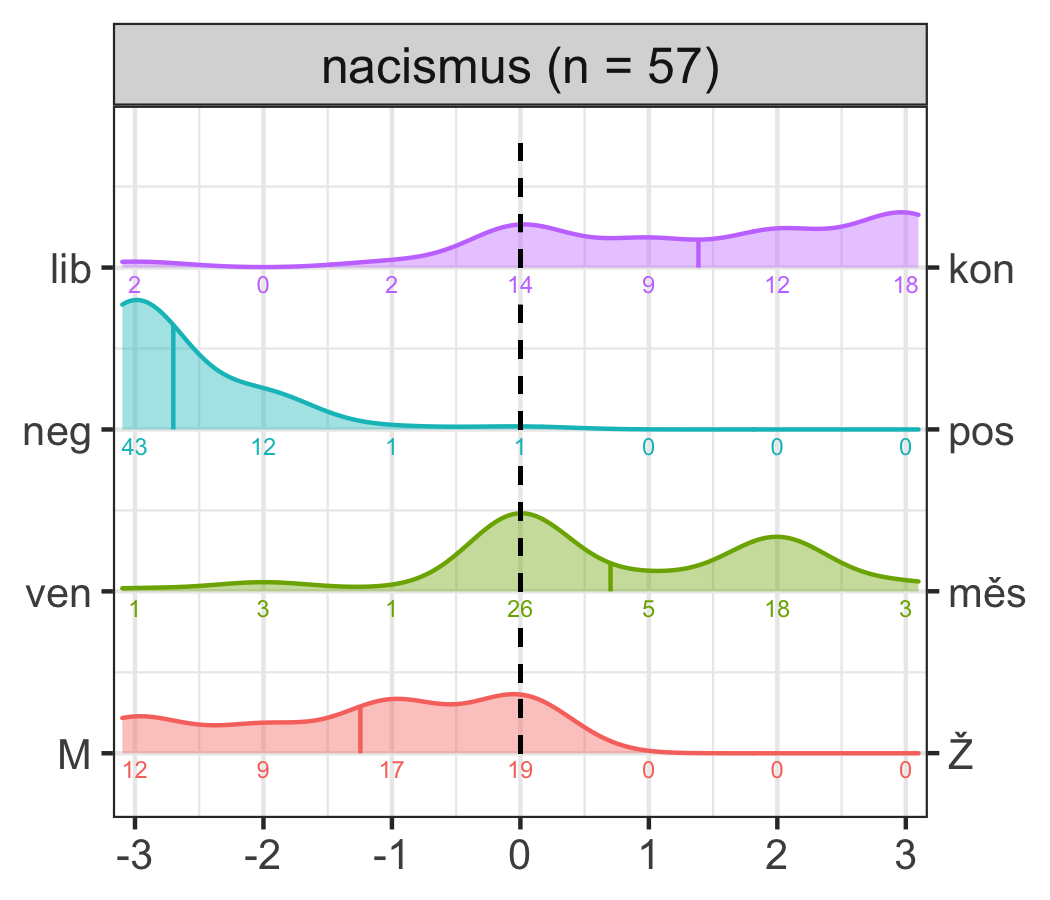 nacismus (n = 57)
lib kon
2 0 2 14 9 12 18
neg pos
43 12 1 1 0 0 0
ven měs
1 3 1 26 5 18 3
M Ž
12 9 17 19 0 0 0
-3 -2 -1 0 1 2 3